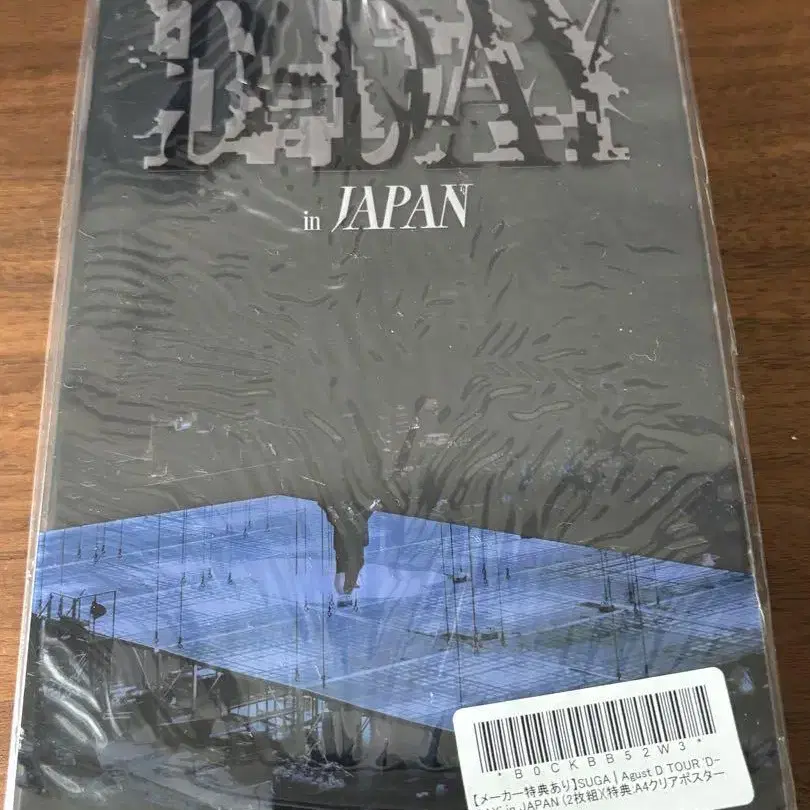 D-DAY
in JAPAN
*B0CKBB52W3*
【メーカー特典あり】SUGA | Agust D TOUR 'D-
in JAPAN (2枚組)(特典:A4クリアポスター